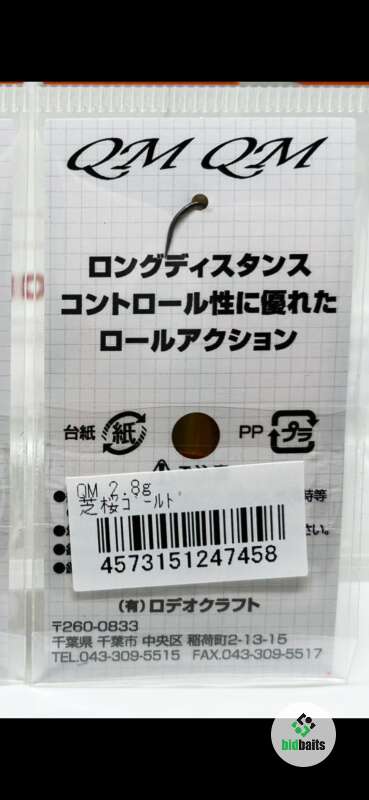 QM QM
ロングディスタンス
コントロール性に優れた
ロールアクション
台紙 紙 PP プラ
QM 2.8g
芝桜ゴールド
時等
さい。
4573151247458
(有)ロデオクラフト
〒260-0833
千葉県 千葉市 中央区 稲荷町2-13-15
TEL.043-309-5515 FAX.043-309-5517
bidbaits